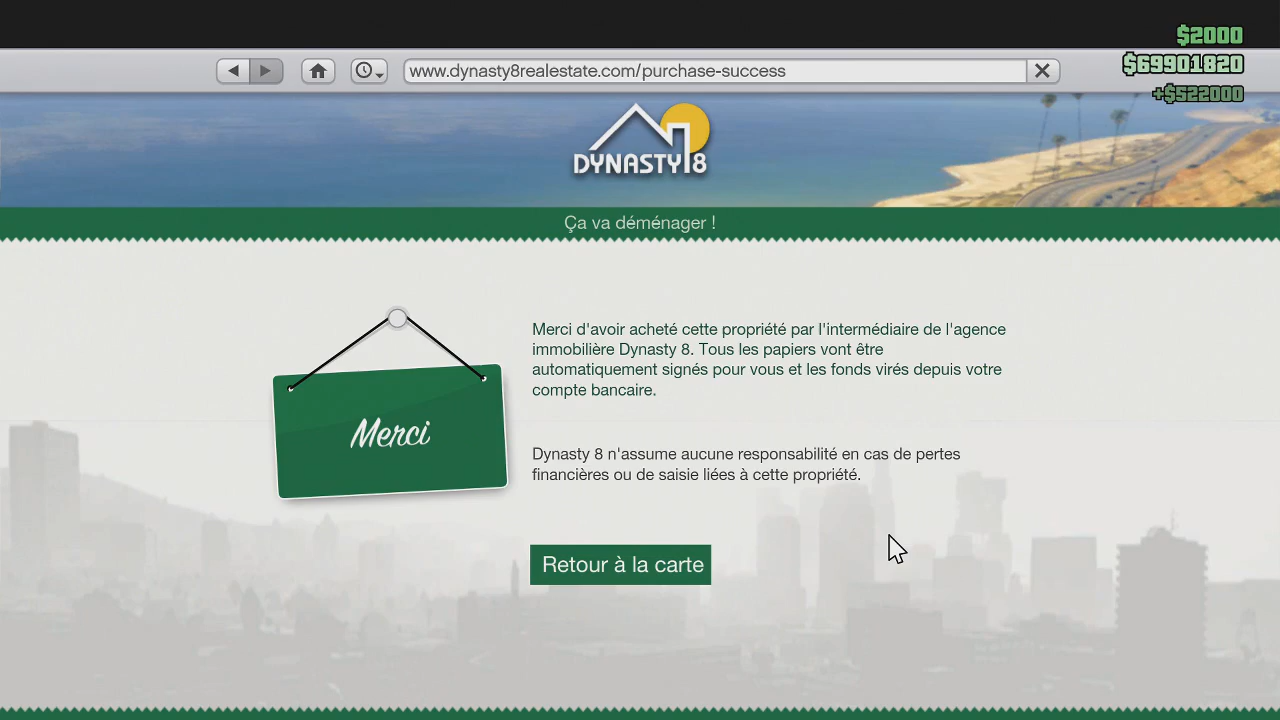 $2000
www.dynasty8realestate.com/purchase-success
$69901820
+$522000
DYNASTY 8
Ça va déménager !
Merci d'avoir acheté cette propriété par l'intermédiaire de l'agence
immobilière Dynasty 8. Tous les papiers vont être
automatiquement signés pour vous et les fonds virés depuis votre
compte bancaire.
Merci
Dynasty 8 n'assume aucune responsabilité en cas de pertes
financières ou de saisie liées à cette propriété.
Retour à la carte